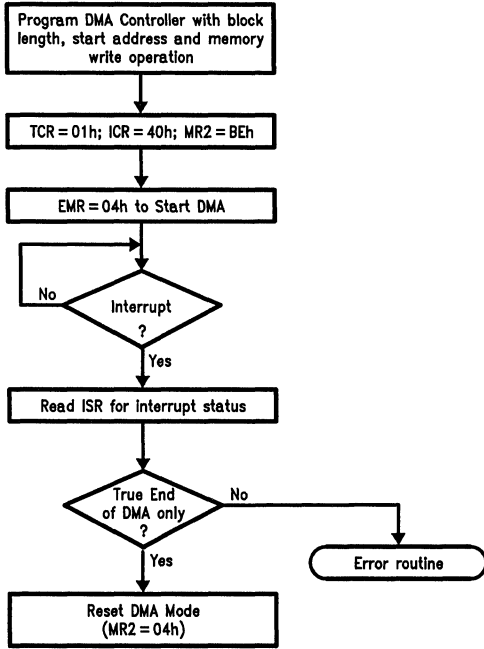 Program DMA Controller with block
length, start address and memory
write operation
TCR = 01h; ICR = 40h; MR2 = BEh
EMR = 04h to Start DMA
No
Interrupt
?
Yes
Read ISR for interrupt status
True End
of DMA only
?
No
Yes
Error routine
Reset DMA Mode
(MR2 = 04h)